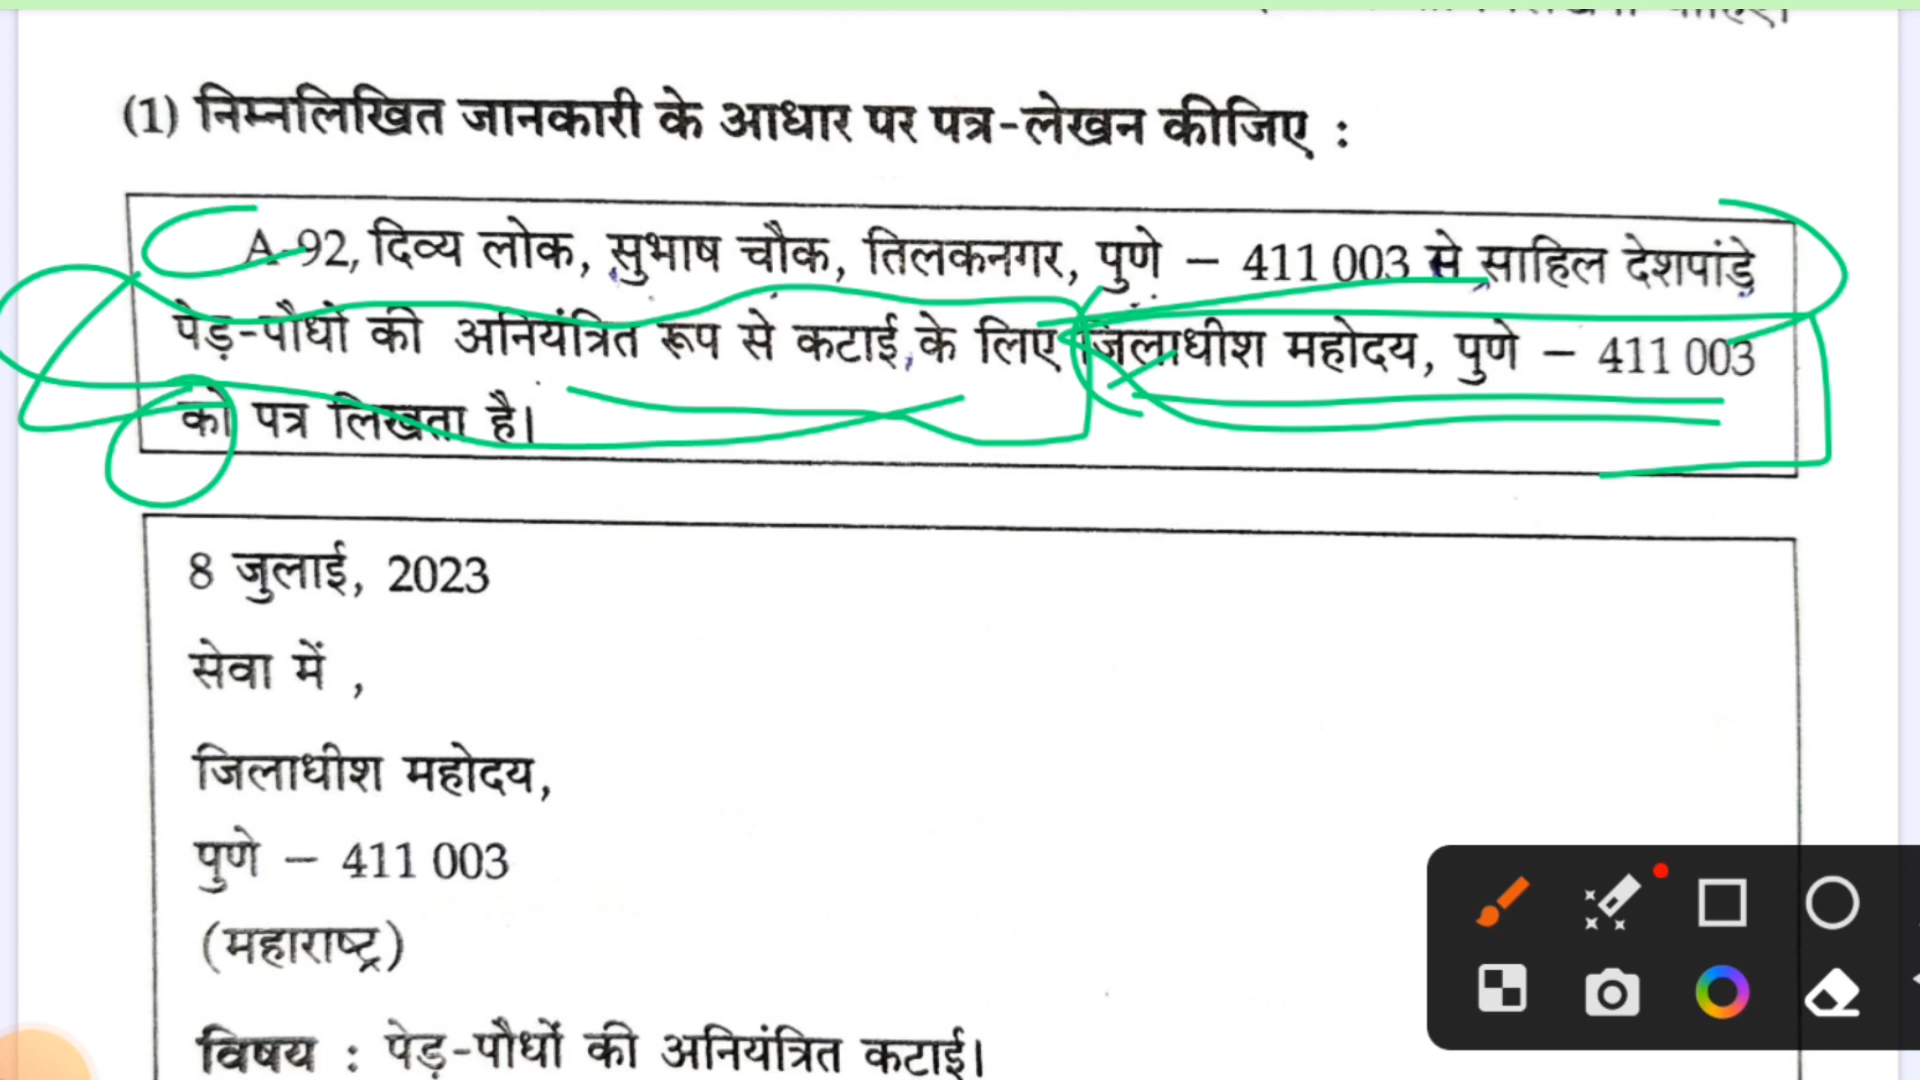 (1) निम्नलिखित जानकारी के आधार पर पत्र-लेखन कीजिए :
A-92, दिव्य लोक, सुभाष चौक, तिलकनगर, पुणे – 411 003 से साहिल देशपांडे
पेड़-पौधों की अनियंत्रित रूप से कटाई के लिए जिलाधीश महोदय, पुणे – 411 003
को पत्र लिखता है।
8 जुलाई, 2023
सेवा में ,
जिलाधीश महोदय,
पुणे – 411 003
(महाराष्ट्र)
विषय : पेड़-पौधों की अनियंत्रित कटाई।